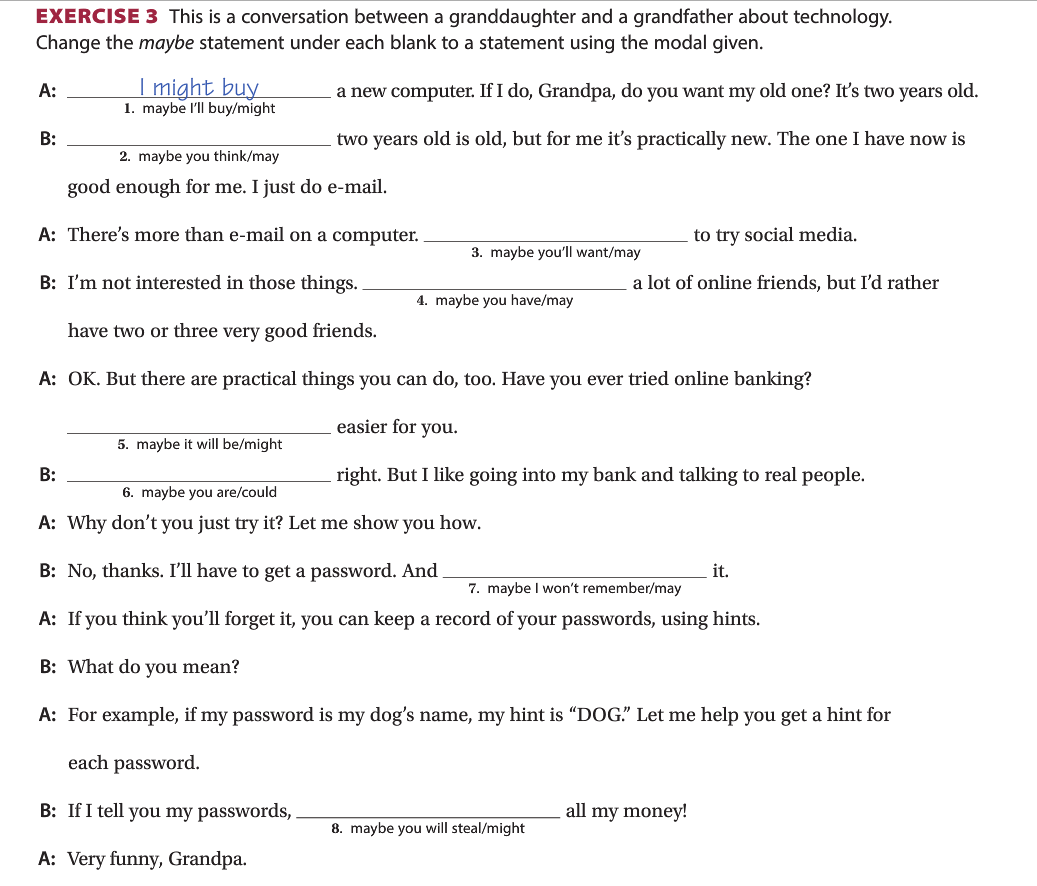 EXERCISE 3 This is a conversation between a granddaughter and a grandfather about technology.
Change the maybe statement under each blank to a statement using the modal given.
A: I might buy a new computer. If I do, Grandpa, do you want my old one? It’s two years old.
1. maybe I’ll buy/might
B: ____ two years old is old, but for me it’s practically new. The one I have now is
2. maybe you think/may
good enough for me. I just do e-mail.
A: There’s more than e-mail on a computer. ____ to try social media.
3. maybe you’ll want/may
B: I’m not interested in those things. ____ a lot of online friends, but I’d rather
4. maybe you have/may
have two or three very good friends.
A: OK. But there are practical things you can do, too. Have you ever tried online banking?
____ easier for you.
5. maybe it will be/might
B: ____ right. But I like going into my bank and talking to real people.
6. maybe you are/could
A: Why don’t you just try it? Let me show you how.
B: No, thanks. I’ll have to get a password. And ____ it.
7. maybe I won’t remember/may
A: If you think you’ll forget it, you can keep a record of your passwords, using hints.
B: What do you mean?
A: For example, if my password is my dog’s name, my hint is “DOG.” Let me help you get a hint for
each password.
B: If I tell you my passwords, ____ all my money!
8. maybe you will steal/might
A: Very funny, Grandpa.